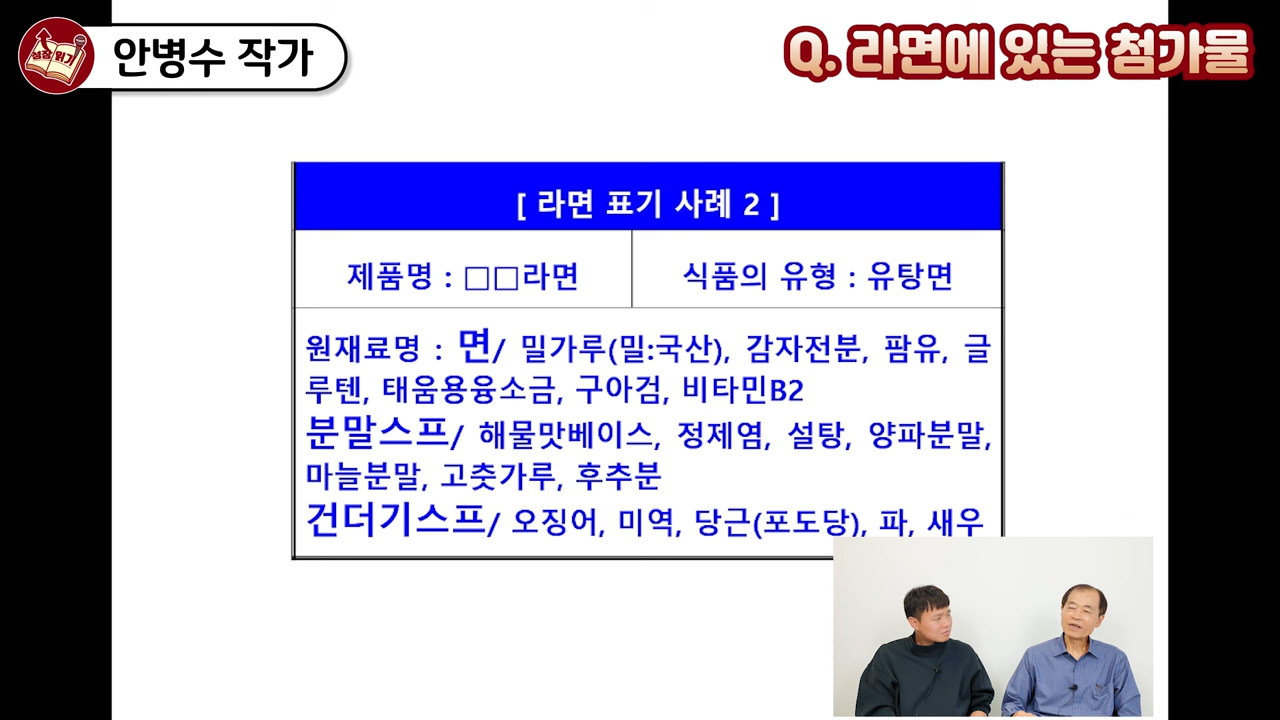 성장 읽기
안병수 작가
Q. 라면에 있는 첨가물
[ 라면 표기 사례 2 ]
제품명 : □□라면
식품의 유형 : 유탕면
원재료명 : 면/ 밀가루(밀:국산), 감자전분, 팜유, 글
루텐, 태움용융소금, 구아검, 비타민B2
분말스프/ 해물맛베이스, 정제염, 설탕, 양파분말,
마늘분말, 고춧가루, 후추분
건더기스프/ 오징어, 미역, 당근(포도당), 파, 새우